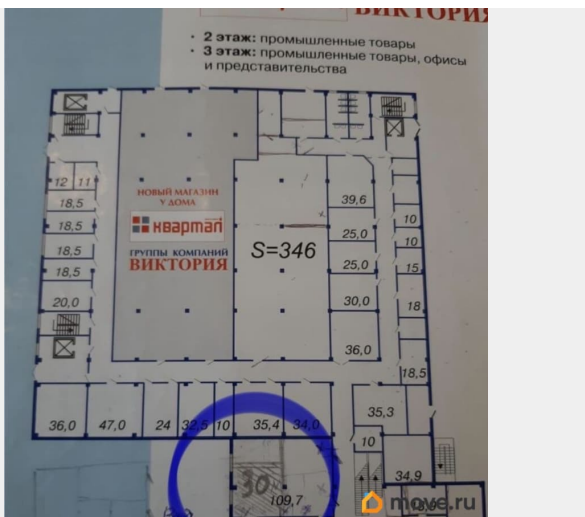 ВИКТОРИЯ
• 2 этаж: промышленные товары
• 3 этаж: промышленные товары, офисы
и представительства
12 11
18,5
18,5
18,5
18,5
20,0
НОВЫЙ МАГАЗИН
У ДОМА
квартал
ГРУППЫ КОМПАНИЙ
ВИКТОРИЯ
S=346
39,6
25,0
25,0
30,0
36,0
10
10
15
18
18,5
36,0 47,0 24 32,5 10 35,4 34,0
35,3
10
34,9
30
109,7
move.ru